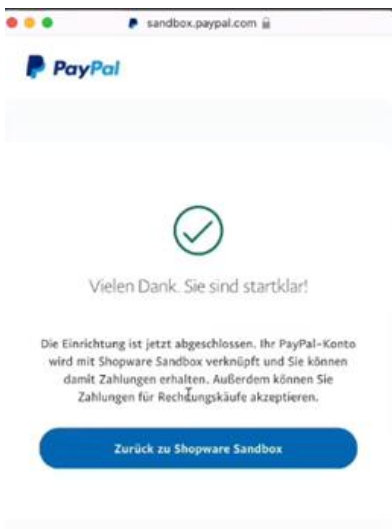 sandbox.paypal.com
PayPal
Vielen Dank. Sie sind startklar!
Die Einrichtung ist jetzt abgeschlossen. Ihr PayPal-Konto
wird mit Shopware Sandbox verknüpft und Sie können
damit Zahlungen erhalten. Außerdem können Sie
Zahlungen für Rechnungskäufe akzeptieren.
Zurück zu Shopware Sandbox